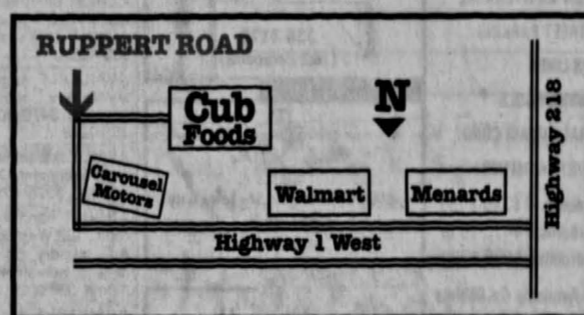 RUPPERT ROAD
Cub
Foods
N
Highway 218
Carousel
Motors
Walmart
Menards
Highway 1 West